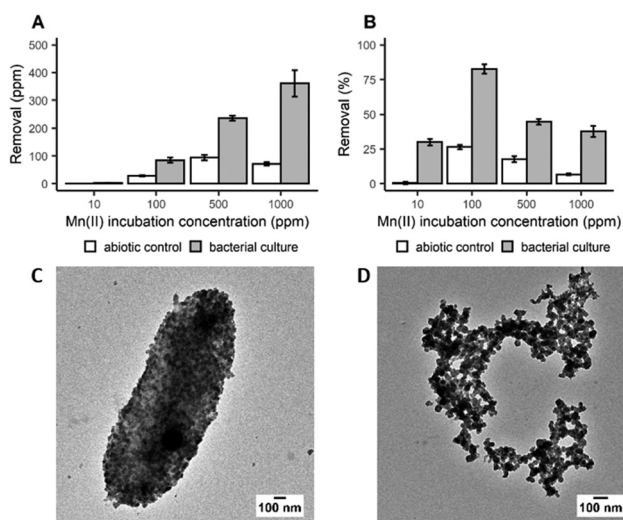 A
500
400
300
200
100
0
Removal (ppm)
10 100 500 1000
Mn(II) incubation concentration (ppm)
abiotic control bacterial culture
B
100
75
50
25
0
Removal (%)
10 100 500 1000
Mn(II) incubation concentration (ppm)
abiotic control bacterial culture
C
100 nm
D
100 nm